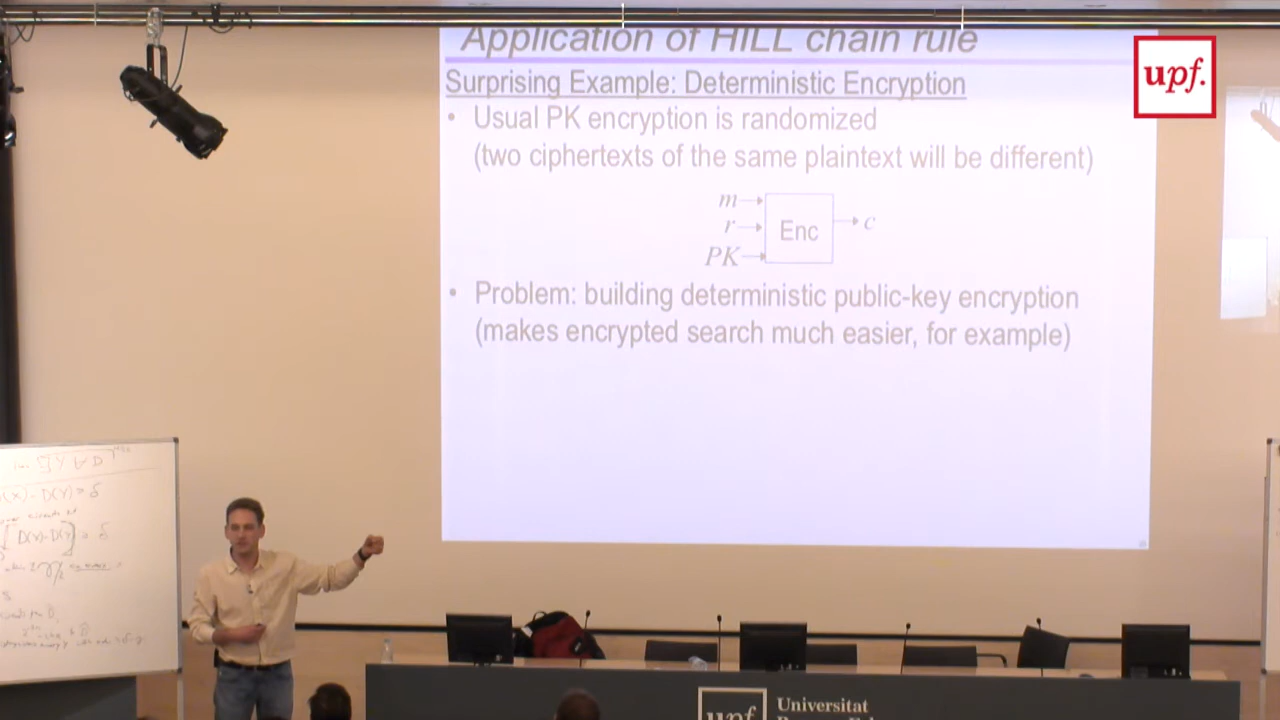 Application of HILL chain rule
upf.
Surprising Example: Deterministic Encryption
• Usual PK encryption is randomized
(two ciphertexts of the same plaintext will be different)
m
r
PK
Enc
c
• Problem: building deterministic public-key encryption
(makes encrypted search much easier, for example)
D(Y) > δ
upf.
Universitat